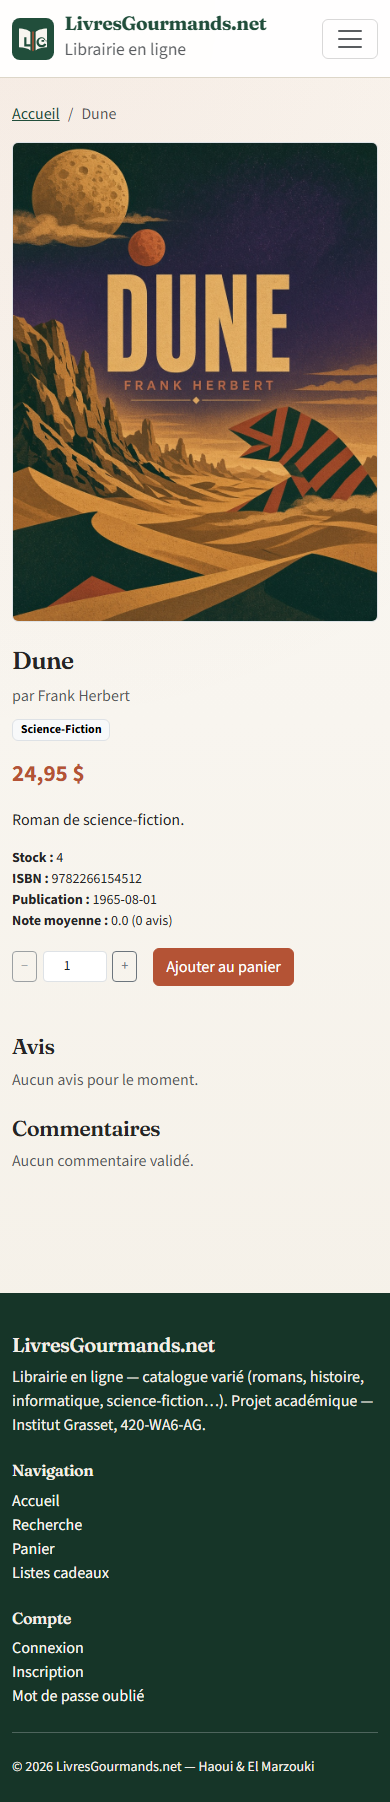 LivresGourmands.net
Librairie en ligne
Accueil / Dune
DUNE
FRANK HERBERT
Dune
par Frank Herbert
Science-Fiction
24,95 $
Roman de science-fiction.
Stock : 4
ISBN : 9782266154512
Publication : 1965-08-01
Note moyenne : 0.0 (0 avis)
− 1 + Ajouter au panier
Avis
Aucun avis pour le moment.
Commentaires
Aucun commentaire validé.
LivresGourmands.net
Librairie en ligne — catalogue varié (romans, histoire,
informatique, science-fiction…). Projet académique —
Institut Grasset, 420-WA6-AG.
Navigation
Accueil
Recherche
Panier
Listes cadeaux
Compte
Connexion
Inscription
Mot de passe oublié
© 2026 LivresGourmands.net — Haoui & El Marzouki